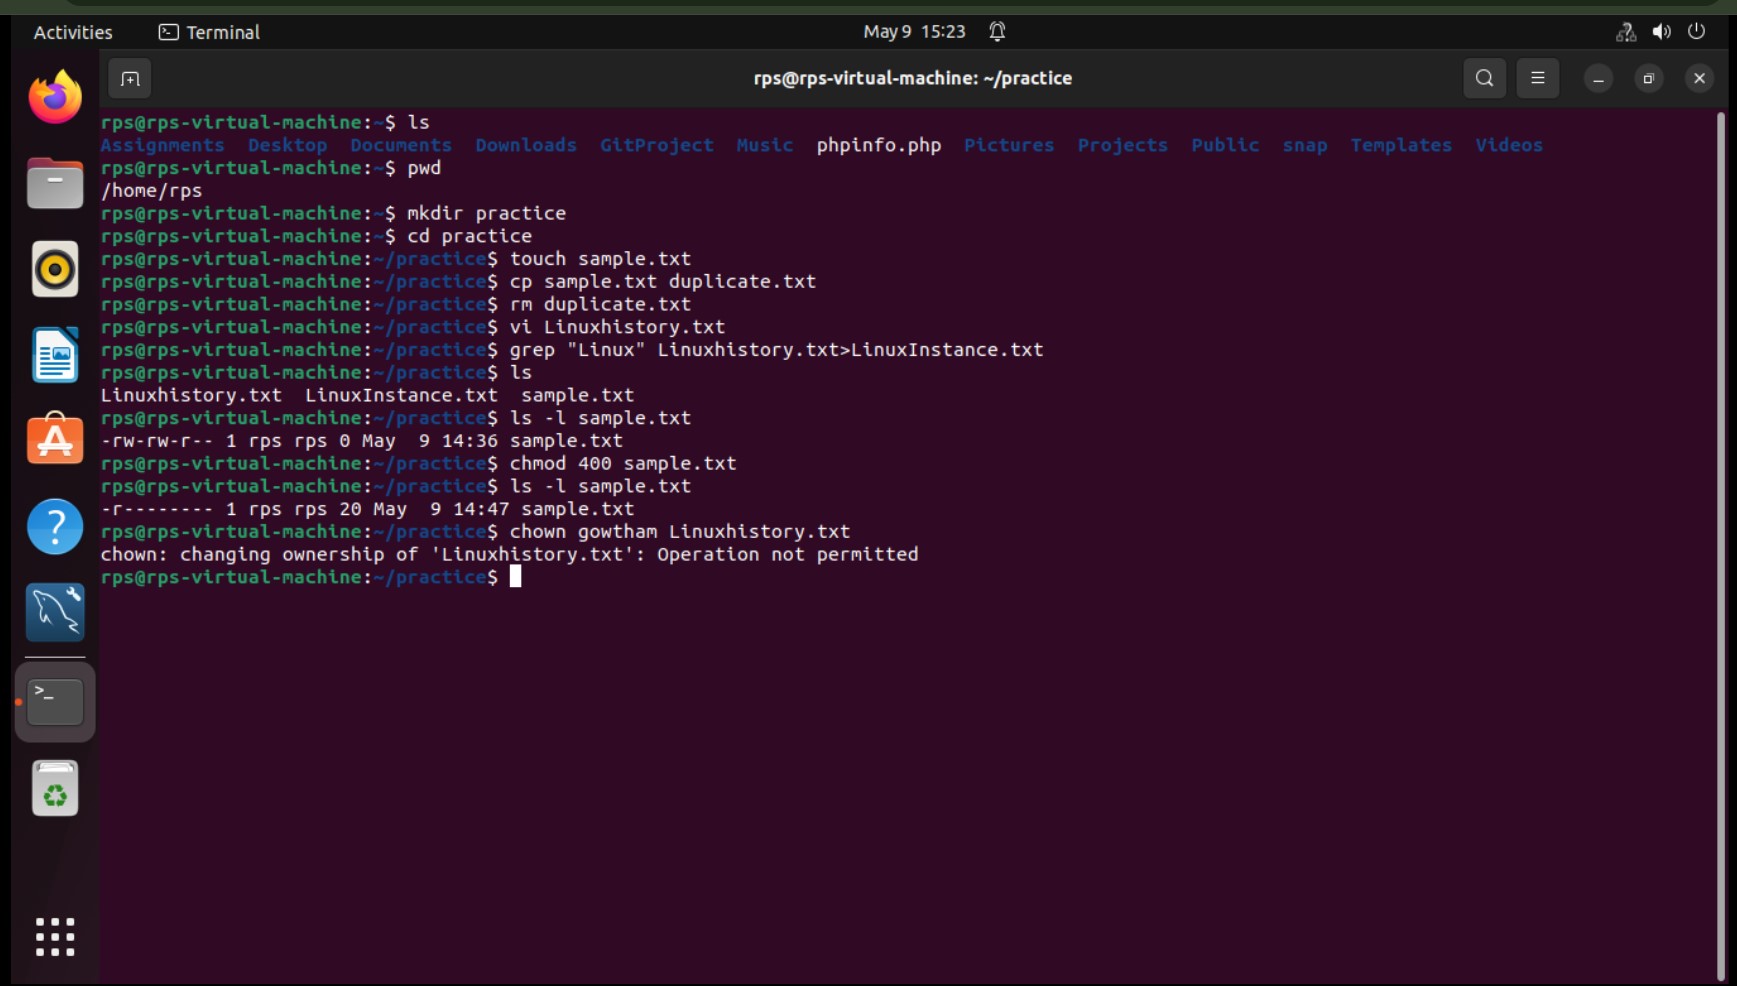 Activities Terminal May 9 15:23
rps@rps-virtual-machine: ~/practice
rps@rps-virtual-machine:~$ ls
Assignments Desktop Documents Downloads GitProject Music phpinfo.php Pictures Projects Public snap Templates Videos
rps@rps-virtual-machine:~$ pwd
/home/rps
rps@rps-virtual-machine:~$ mkdir practice
rps@rps-virtual-machine:~$ cd practice
rps@rps-virtual-machine:~/practice$ touch sample.txt
rps@rps-virtual-machine:~/practice$ cp sample.txt duplicate.txt
rps@rps-virtual-machine:~/practice$ rm duplicate.txt
rps@rps-virtual-machine:~/practice$ vi Linuxhistory.txt
rps@rps-virtual-machine:~/practice$ grep "Linux" Linuxhistory.txt>LinuxInstance.txt
rps@rps-virtual-machine:~/practice$ ls
Linuxhistory.txt  LinuxInstance.txt  sample.txt
rps@rps-virtual-machine:~/practice$ ls -l sample.txt
-rw-rw-r-- 1 rps rps 0 May  9 14:36 sample.txt
rps@rps-virtual-machine:~/practice$ chmod 400 sample.txt
rps@rps-virtual-machine:~/practice$ ls -l sample.txt
-r-------- 1 rps rps 20 May  9 14:47 sample.txt
rps@rps-virtual-machine:~/practice$ chown gowtham Linuxhistory.txt
chown: changing ownership of 'Linuxhistory.txt': Operation not permitted
rps@rps-virtual-machine:~/practice$